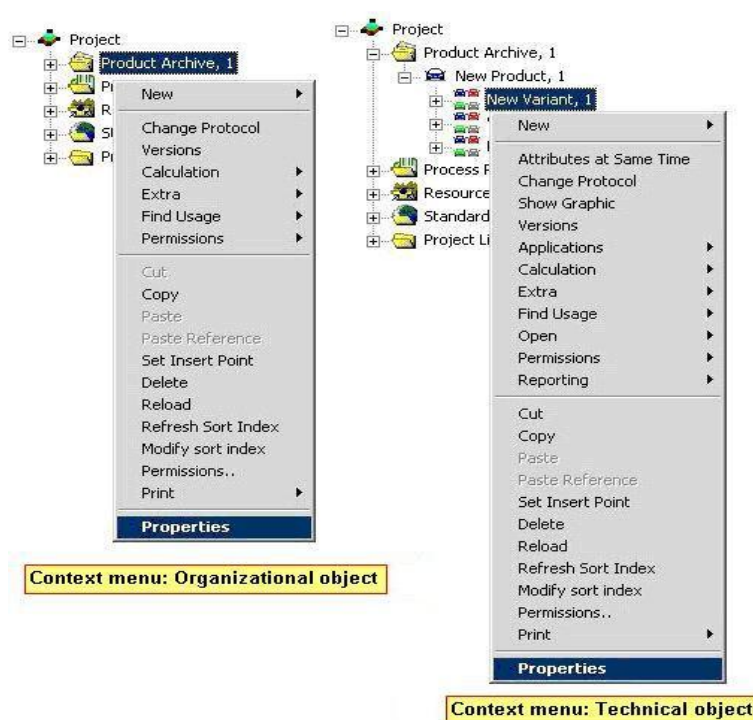 Project
Product Archive, 1
Pr
R
St
Pr
New
Change Protocol
Versions
Calculation
Extra
Find Usage
Permissions
Cut
Copy
Paste
Paste Reference
Set Insert Point
Delete
Reload
Refresh Sort Index
Modify sort index
Permissions..
Print
Properties
Context menu: Organizational object
Project
Product Archive, 1
New Product, 1
New Variant, 1
Process P
Resource
Standard
Project Li
New
Attributes at Same Time
Change Protocol
Show Graphic
Versions
Applications
Calculation
Extra
Find Usage
Open
Permissions
Reporting
Cut
Copy
Paste
Paste Reference
Set Insert Point
Delete
Reload
Refresh Sort Index
Modify sort index
Permissions..
Print
Properties
Context menu: Technical object